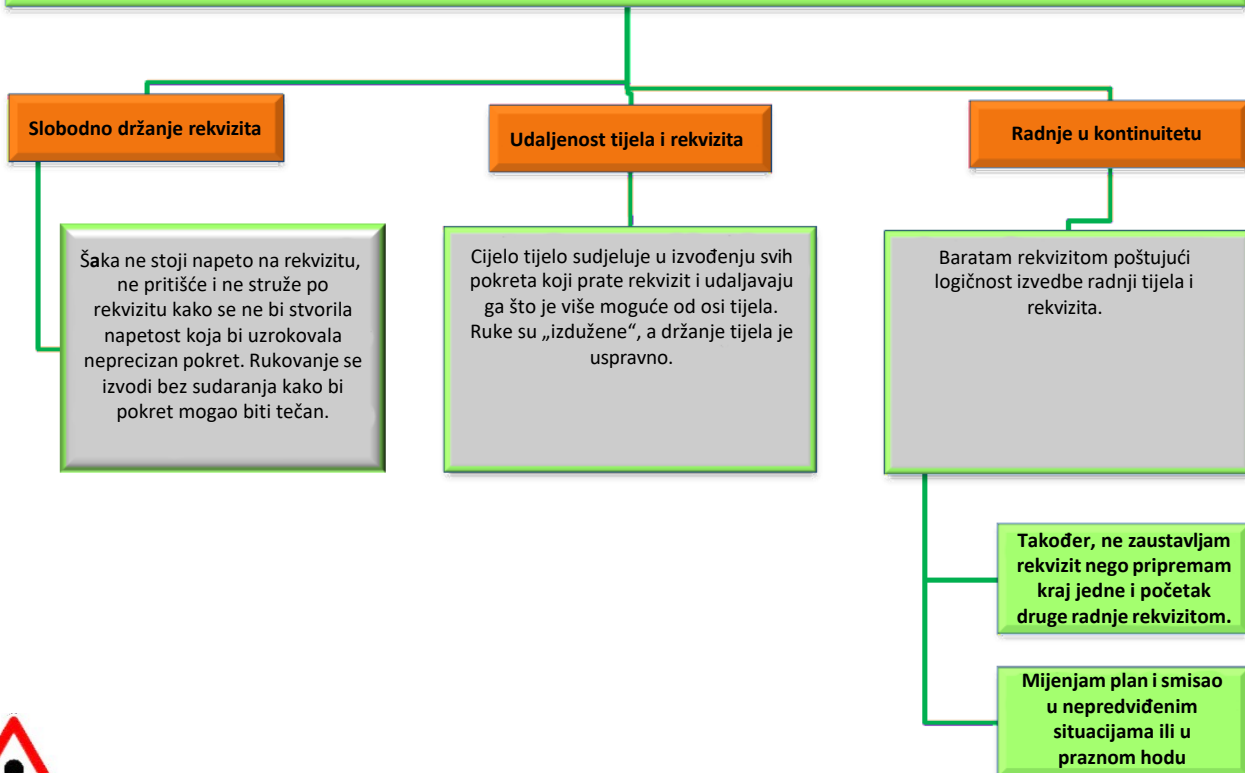 Slobodno držanje rekvizita
Udaljenost tijela i rekvizita
Radnje u kontinuitetu
Šaka ne stoji napeto na rekvizitu,
ne pritišće i ne struže po
rekvizitu kako se ne bi stvorila
napetost koja bi uzrokovala
neprecizan pokret. Rukovanje se
izvodi bez sudaranja kako bi
pokret mogao biti tečan.
Cijelo tijelo sudjeluje u izvođenju svih
pokreta koji prate rekvizit i udaljavaju
ga što je više moguće od osi tijela.
Ruke su „izdužene“, a držanje tijela je
uspravno.
Baratam rekvizitom poštujući
logičnost izvedbe radnji tijela i
rekvizita.
Također, ne zaustavljam
rekvizit nego pripremam
kraj jedne i početak
druge radnje rekvizitom.
Mijenjam plan i smisao
u nepredviđenim
situacijama ili u
praznom hodu